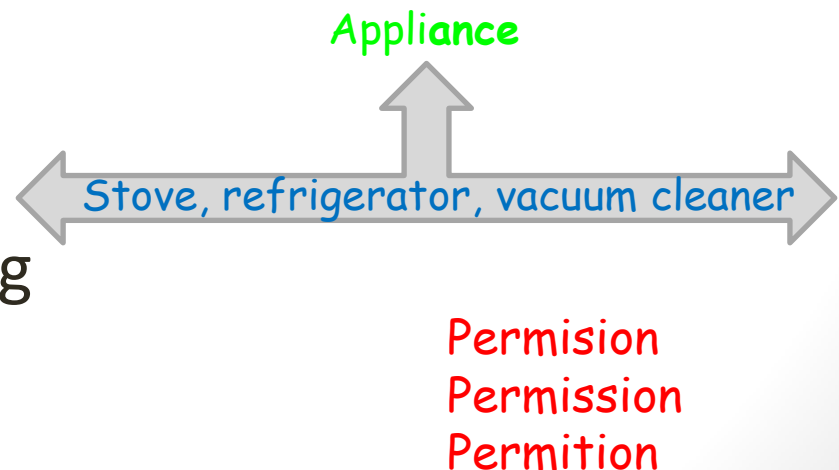 Appliance
Stove, refrigerator, vacuum cleaner
g
Permision
Permission
Permition